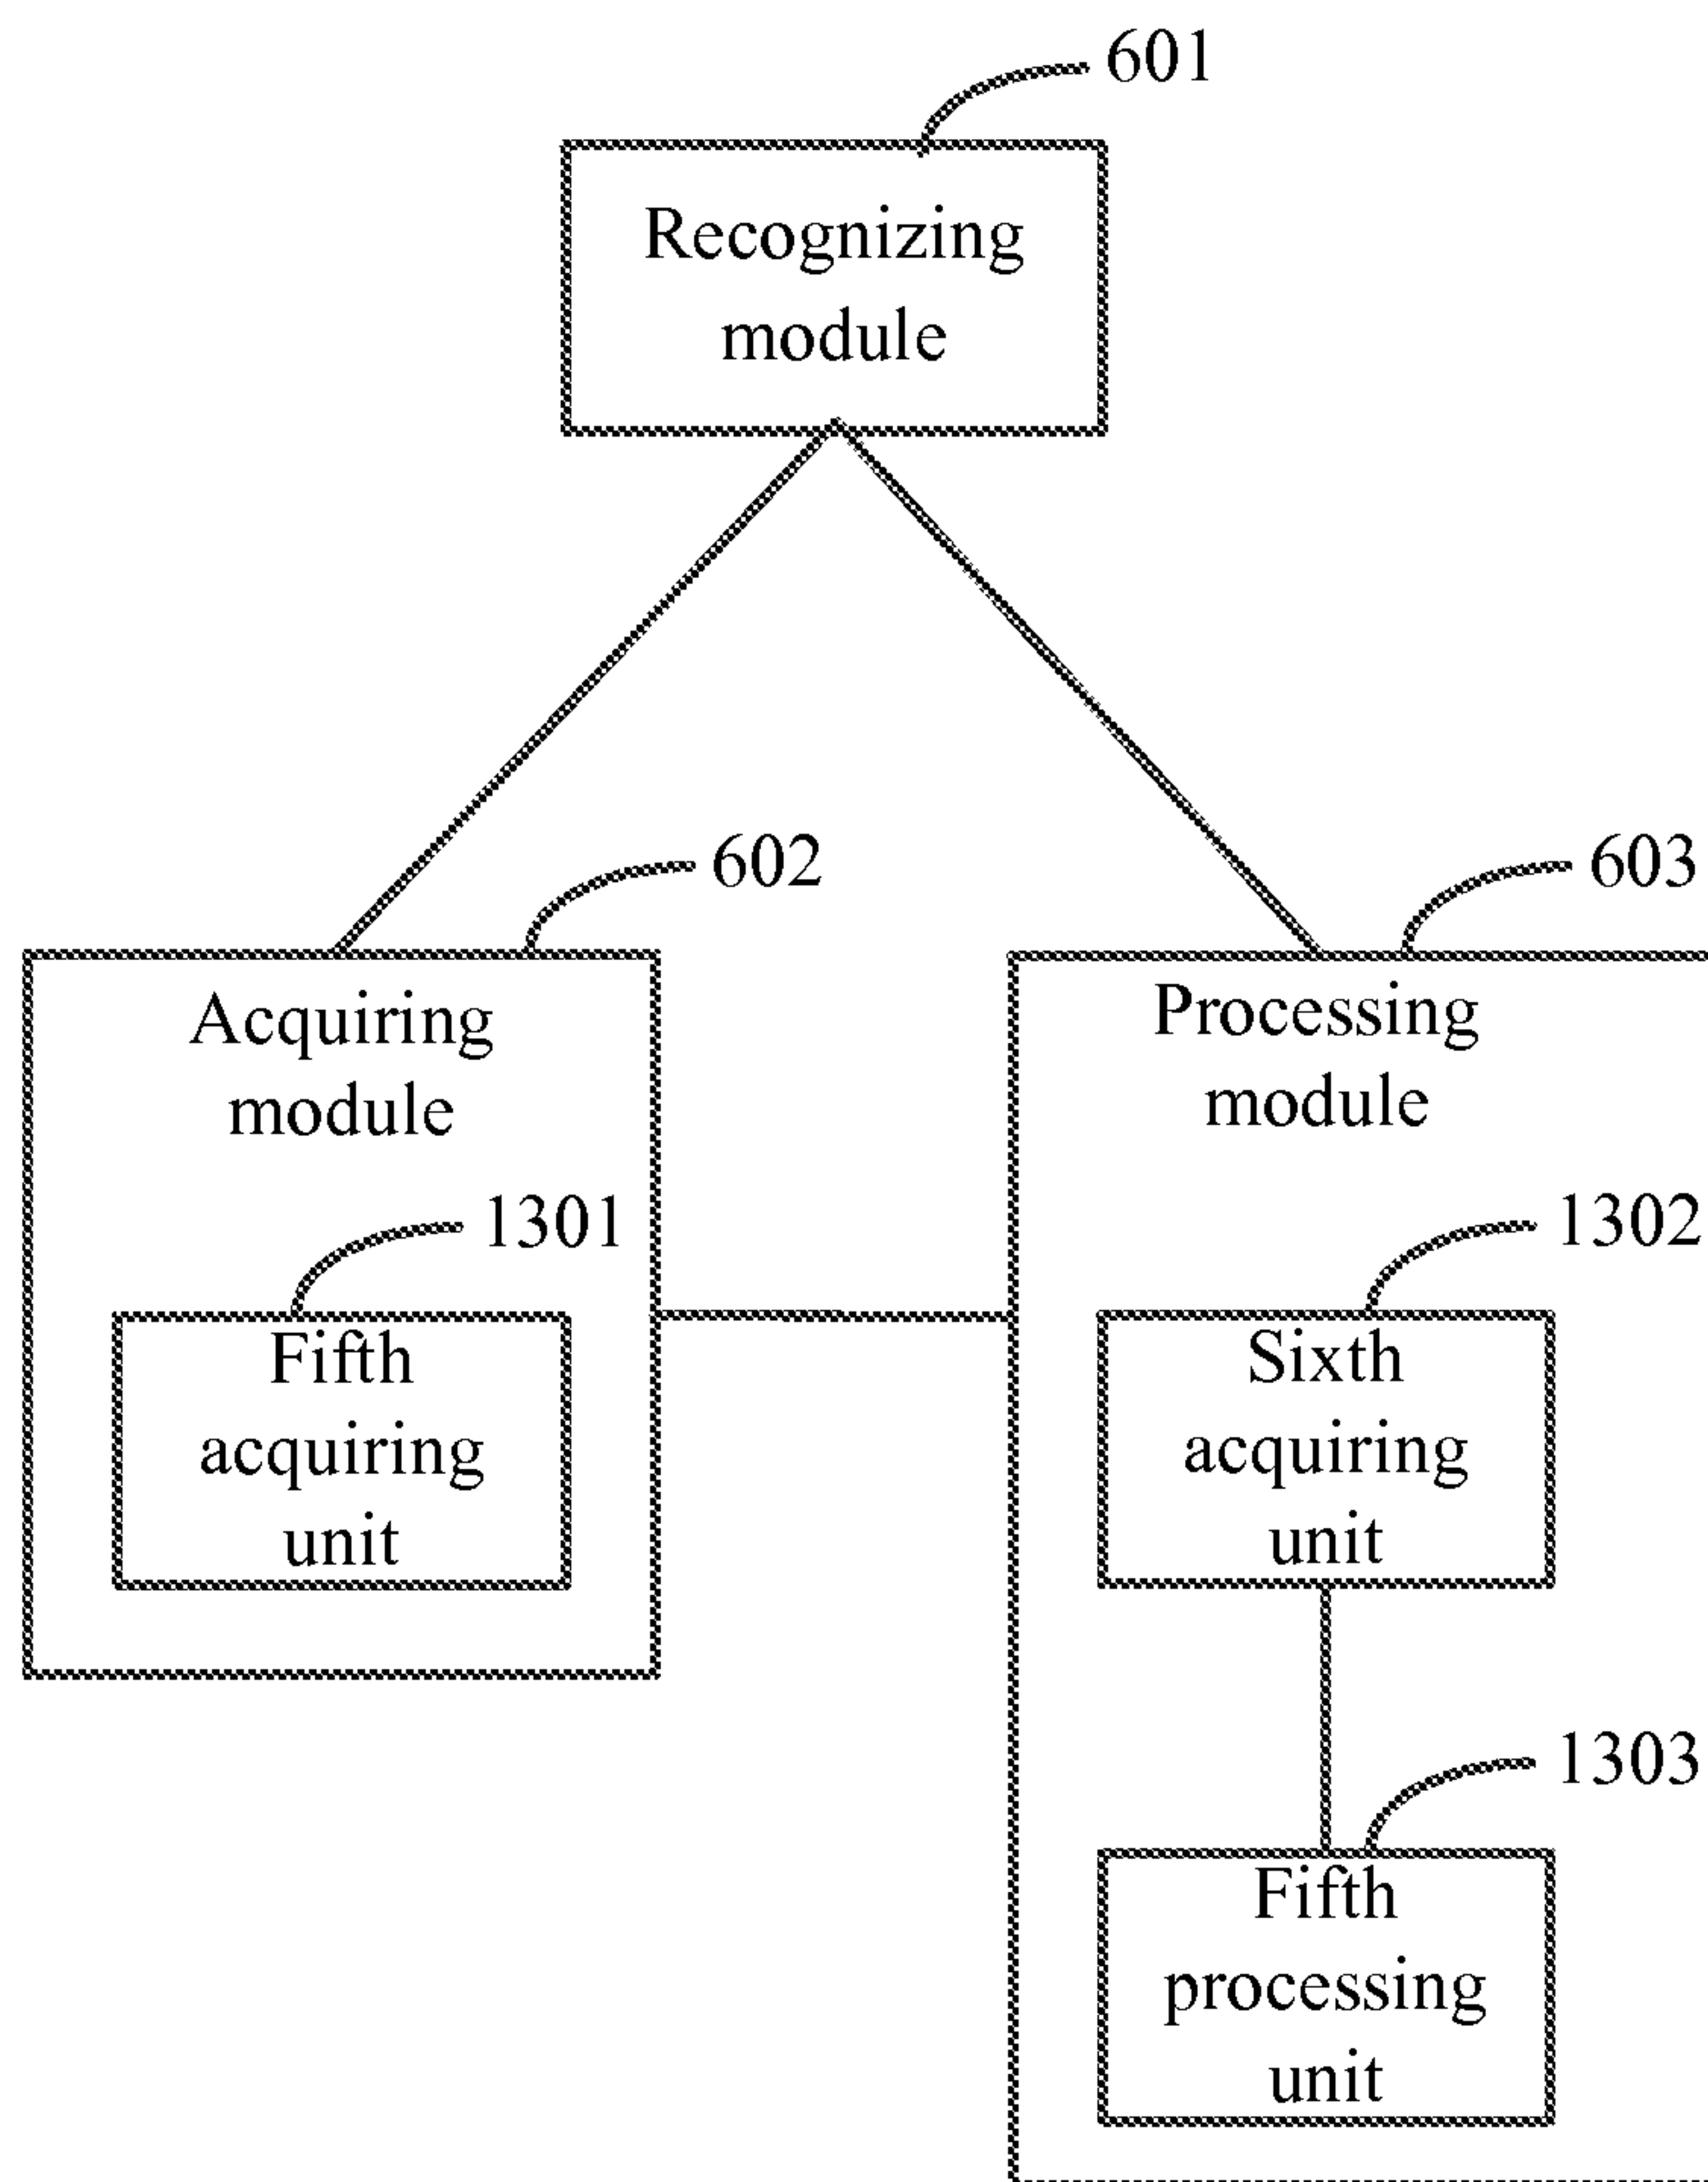 601
Recognizing
module
602
Acquiring
module
1301
Fifth
acquiring
unit
603
Processing
module
1302
Sixth
acquiring
unit
1303
Fifth
processing
unit